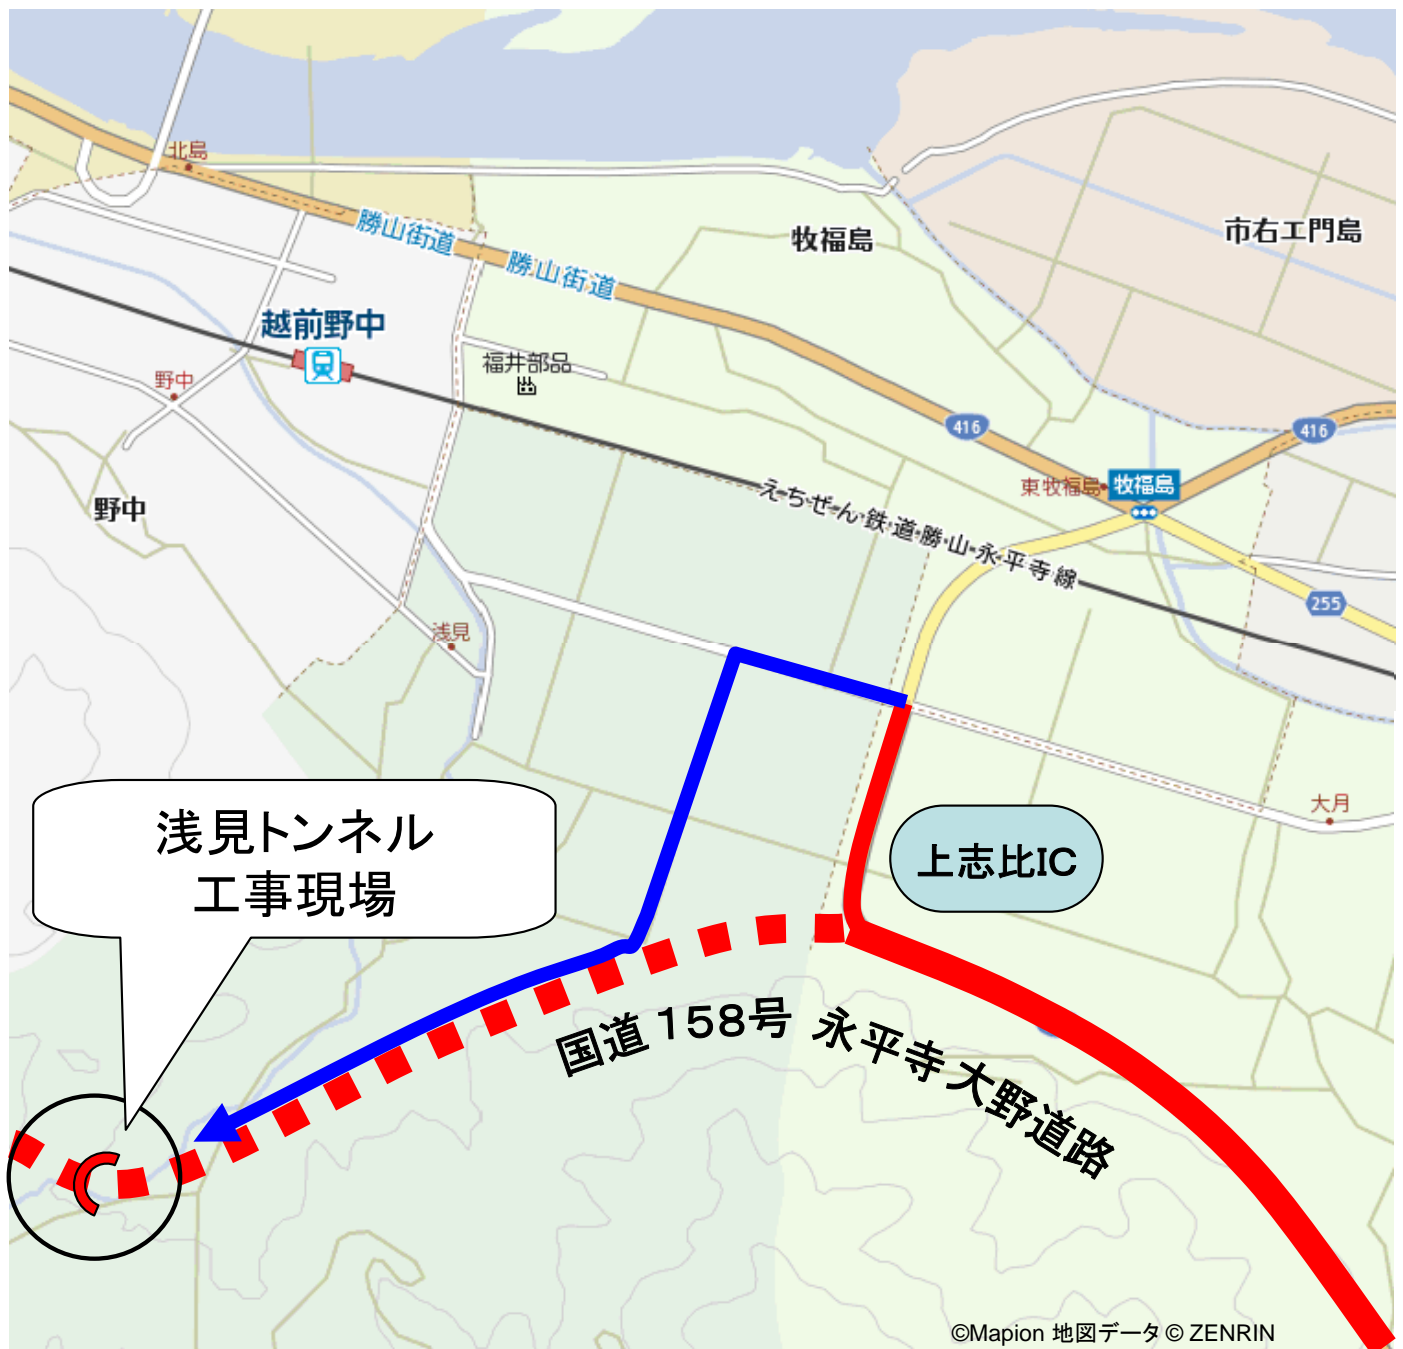 北島
勝山街道
勝山街道
牧福島
市右エ門島
越前野中
福井部品
野中
416
416
東牧福島
牧福島
野中
えちぜん鉄道勝山永平寺線
255
浅見
大月
浅見トンネル
工事現場
上志比IC
国道158号 永平寺大野道路
©Mapion 地図データ © ZENRIN